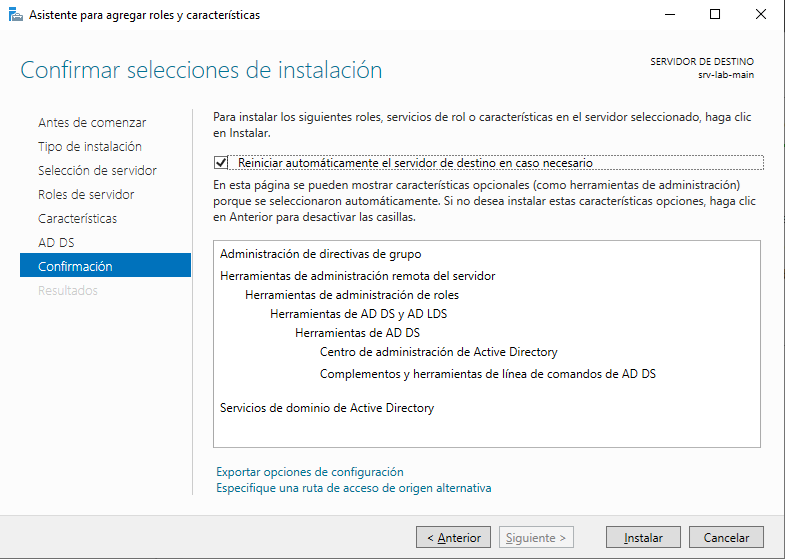 Asistente para agregar roles y características
Confirmar selecciones de instalación
SERVIDOR DE DESTINO
srv-lab-main
Antes de comenzar
Tipo de instalación
Selección de servidor
Roles de servidor
Características
AD DS
Confirmación
Resultados
Para instalar los siguientes roles, servicios de rol o características en el servidor seleccionado, haga clic
en Instalar.
Reiniciar automáticamente el servidor de destino en caso necesario
En esta página se pueden mostrar características opcionales (como herramientas de administración)
porque se seleccionaron automáticamente. Si no desea instalar estas características opciones, haga clic
en Anterior para desactivar las casillas.
Administración de directivas de grupo
Herramientas de administración remota del servidor
Herramientas de administración de roles
Herramientas de AD DS y AD LDS
Herramientas de AD DS
Centro de administración de Active Directory
Complementos y herramientas de línea de comandos de AD DS
Servicios de dominio de Active Directory
Exportar opciones de configuración
Especifique una ruta de acceso de origen alternativa
< Anterior
Siguiente >
Instalar
Cancelar